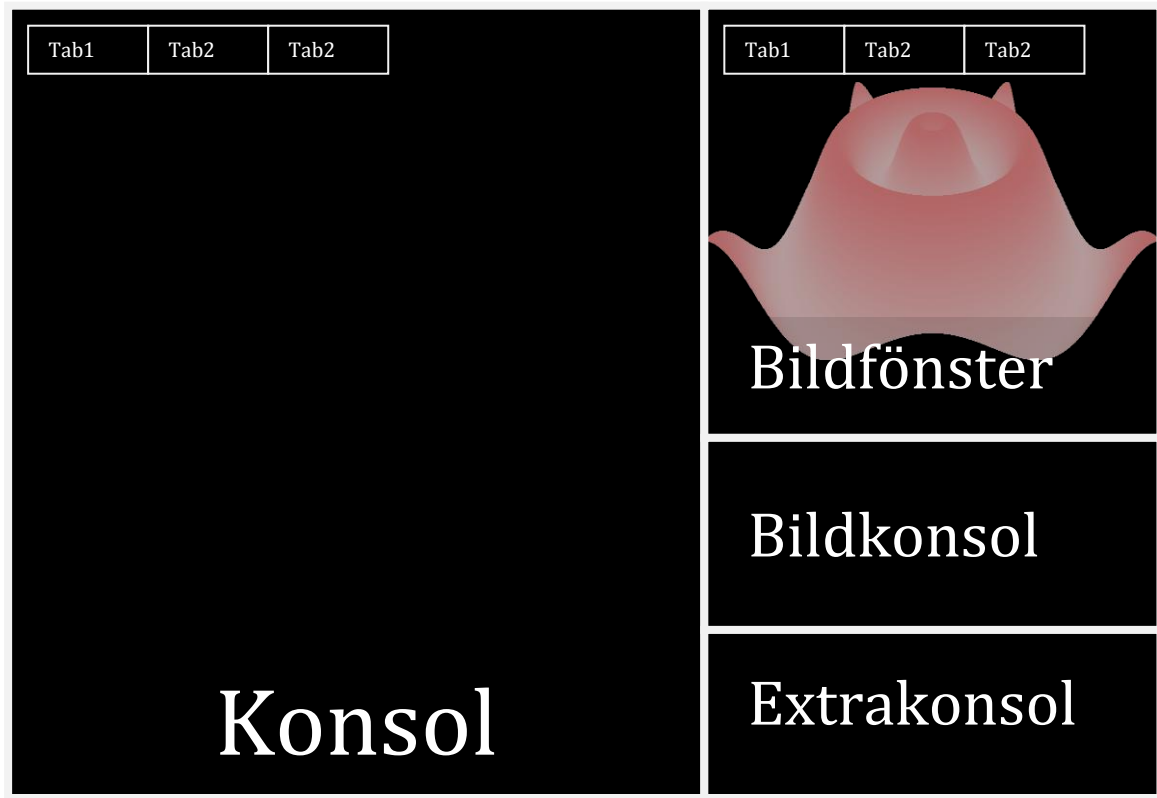 Tab1 Tab2 Tab2
Konsol
Tab1 Tab2 Tab2
Bildfönster
Bildkonsol
Extrakonsol